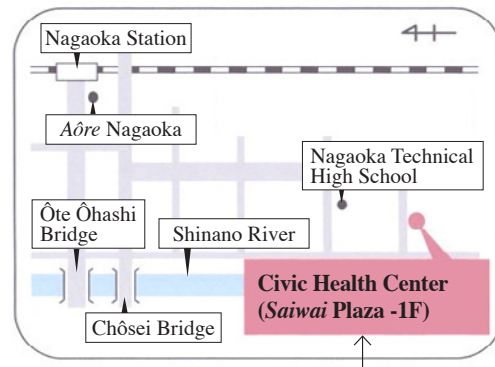 Nagaoka Station
Aôre Nagaoka
Nagaoka Technical
High School
Ôte Ôhashi
Bridge
Shinano River
Chôsei Bridge
Civic Health Center
(Saiwai Plaza -1F)